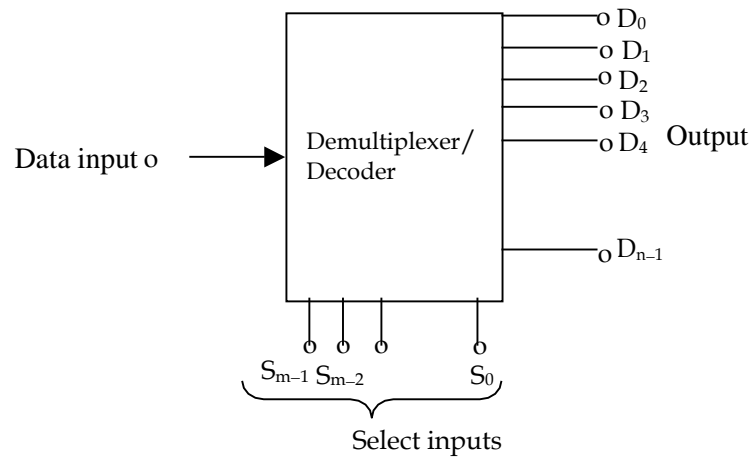 o D₀
o D₁
o D₂
o D₃
Demultiplexer/
Decoder
o D₄
Output
Data input o
o Dₙ₋₁
o o o o
Sₘ₋₁ Sₘ₋₂ S₀
Select inputs